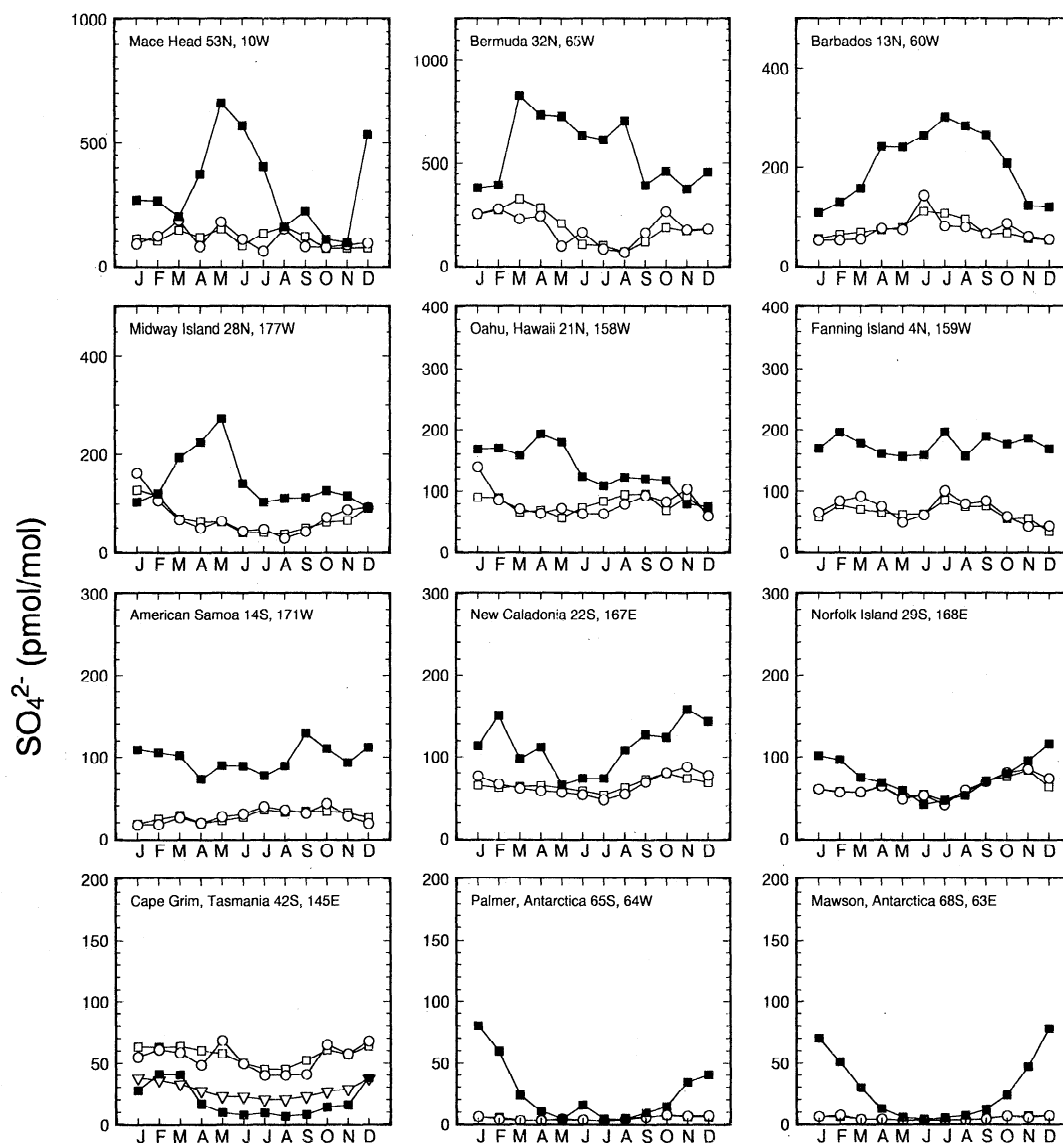 Mace Head 53N, 10W
1000
500
0
J F M A M J J A S O N D
Bermuda 32N, 65W
1000
500
0
J F M A M J J A S O N D
Barbados 13N, 60W
400
200
0
J F M A M J J A S O N D
Midway Island 28N, 177W
400
200
0
J F M A M J J A S O N D
Oahu, Hawaii 21N, 158W
400
300
200
100
0
J F M A M J J A S O N D
Fanning Island 4N, 159W
400
300
200
100
0
J F M A M J J A S O N D
SO₄²⁻ (pmol/mol)
American Samoa 14S, 171W
300
200
100
0
J F M A M J J A S O N D
New Caladonia 22S, 167E
300
200
100
0
J F M A M J J A S O N D
Norfolk Island 29S, 168E
300
200
100
0
J F M A M J J A S O N D
Cape Grim, Tasmania 42S, 145E
200
150
100
50
0
J F M A M J J A S O N D
Palmer, Antarctica 65S, 64W
200
150
100
50
0
J F M A M J J A S O N D
Mawson, Antarctica 68S, 63E
200
150
100
50
0
J F M A M J J A S O N D